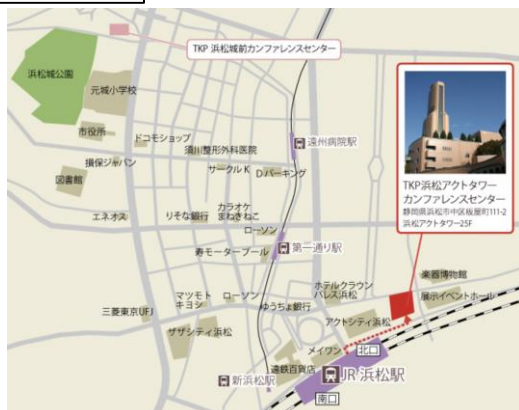 TKP 浜松城前カンファレンスセンター
浜松城公園
元城小学校
市役所
ドコモショップ
須川整形外科医院
遠州病院駅
損保ジャパン
図書館
サークルK
Dパーキング
TKP浜松アクトタワー
カンファレンスセンター
静岡県浜松市中区板屋町111-2
浜松アクトタワー25F
エネオス
りそな銀行
カラオケ
まねきねこ
ローソン
第一通り駅
寿モータープール
楽器博物館
ホテルクラウン
パレス浜松
展示イベントホール
マツモト
キヨシ
ローソン
ゆうちょ銀行
三菱東京UFJ
ザザシティ浜松
アクトシティ浜松
メイワン
北口
遠鉄百貨店
新浜松駅
JR 浜松駅
南口